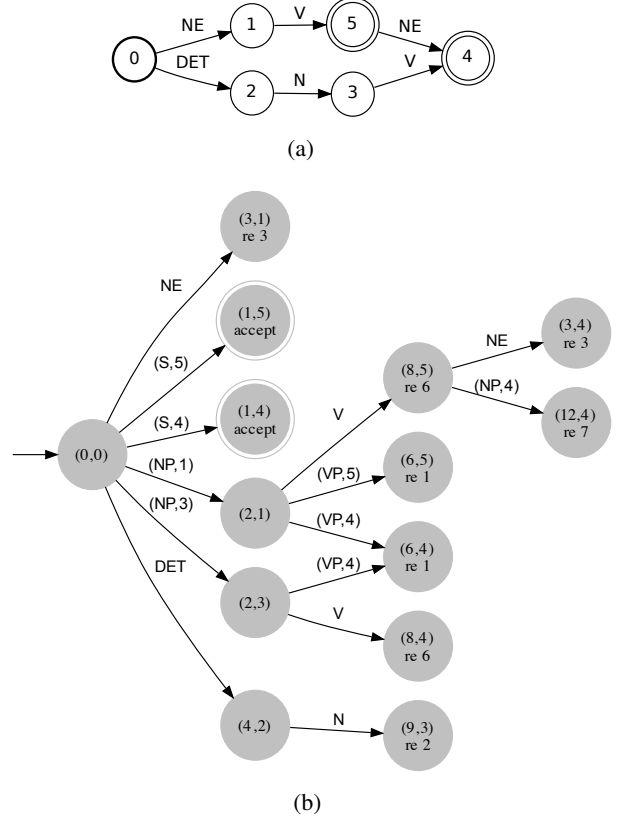 NE
V
NE
0
1
5
4
DET
N
V
2
3
(a)
(3,1)
re 3
NE
(1,5)
accept
(S,5)
(3,4)
re 3
NE
(8,5)
re 6
(NP,4)
(12,4)
re 7
(1,4)
accept
(S,4)
V
(0,0)
(NP,1)
(VP,5)
(6,5)
re 1
(2,1)
(NP,3)
(VP,4)
(6,4)
re 1
(VP,4)
DET
(2,3)
V
(8,4)
re 6
(4,2)
N
(9,3)
re 2
(b)